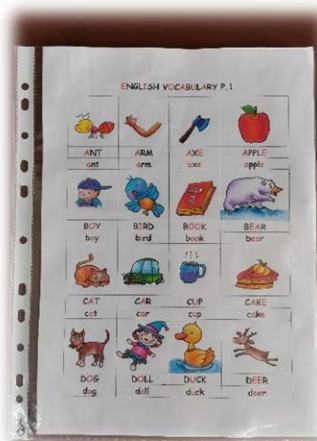 ENGLISH VOCABULARY P.1
ANT ARM AXE APPLE
ant arm axe apple
BOY BIRD BOOK BEAR
boy bird book bear
CAT CAR CUP CAKE
cat car cup cake
DOG DOLL DUCK DEER
dog doll duck deer